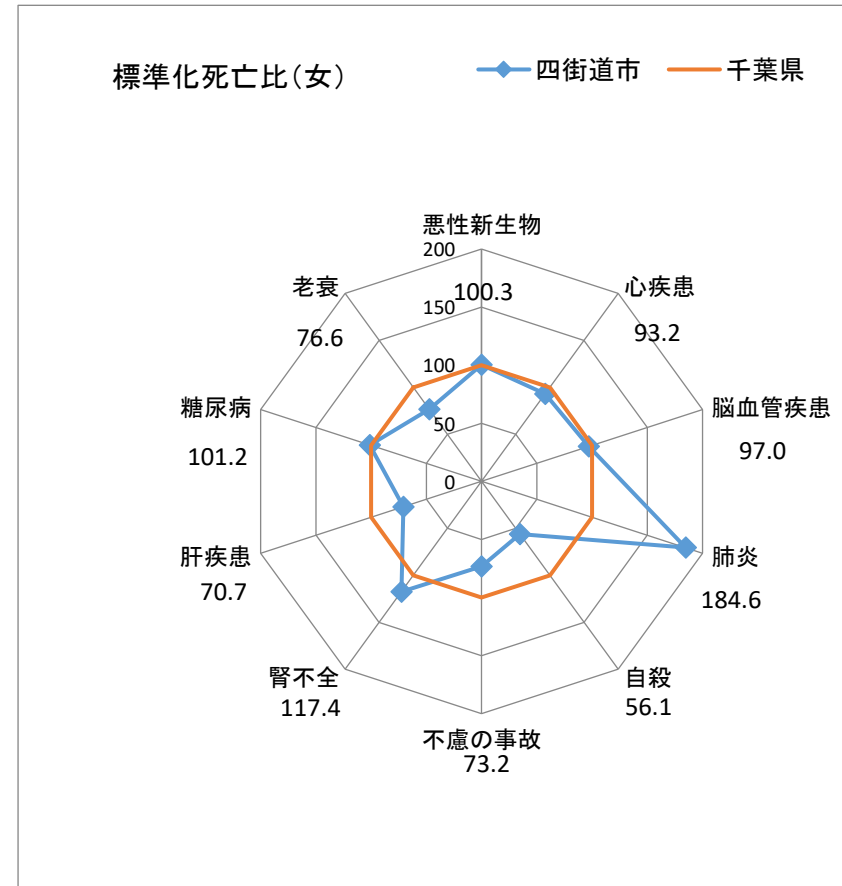 標準化死亡比(女)
四街道市
千葉県
悪性新生物
100.3
心疾患
93.2
脳血管疾患
97.0
肺炎
184.6
自殺
56.1
不慮の事故
73.2
腎不全
117.4
肝疾患
70.7
糖尿病
101.2
老衰
76.6
200
150
100
50
0